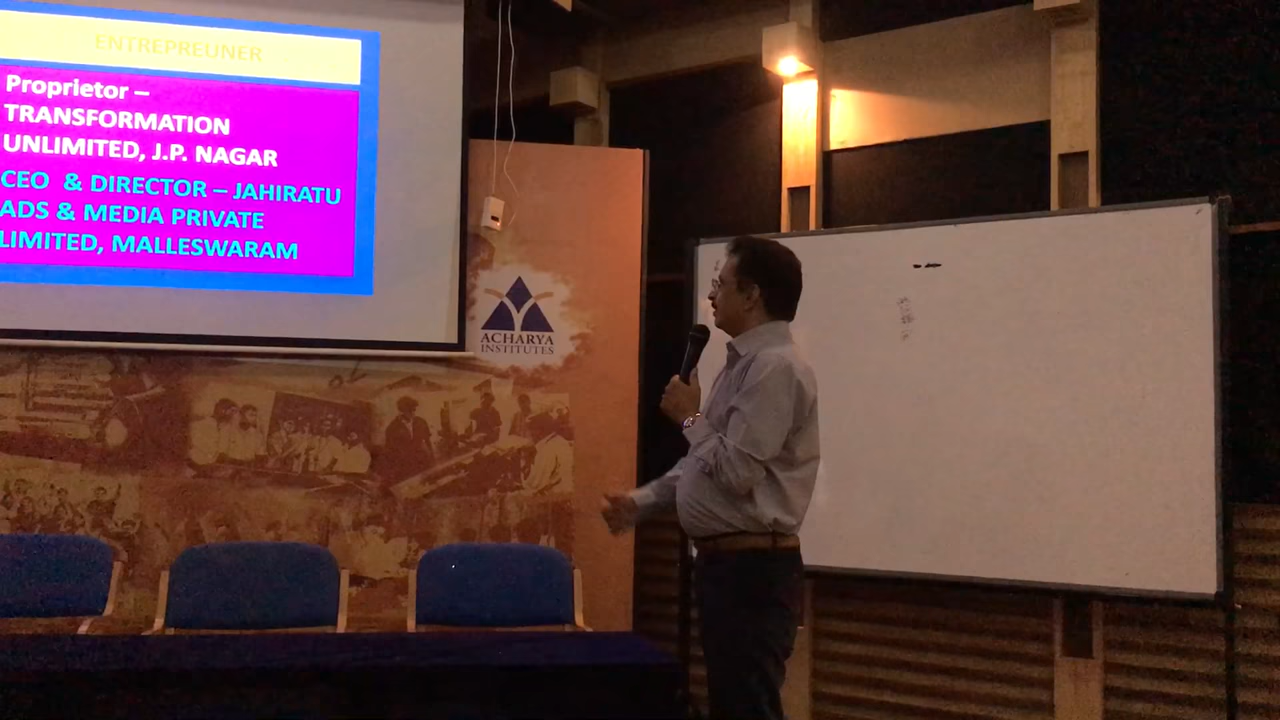 ENTREPREUNER
Proprietor –
TRANSFORMATION
UNLIMITED, J.P. NAGAR
CEO & DIRECTOR – JAHIRATU
ADS & MEDIA PRIVATE
LIMITED, MALLESWARAM
ACHARYA
INSTITUTES